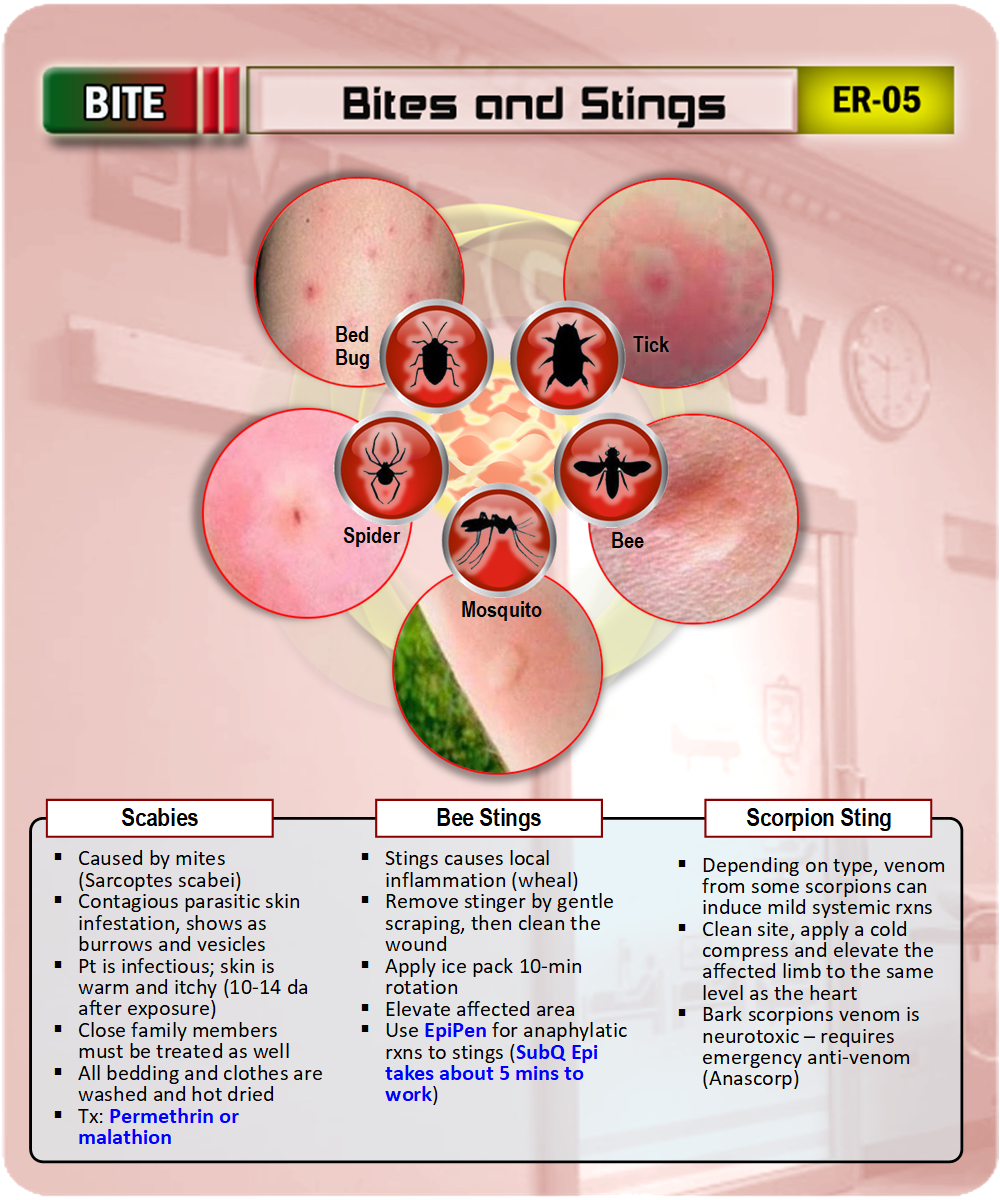 BITE
Bites and Stings
ER-05
EMERGENCY
Bed
Bug
Tick
Spider
Bee
Mosquito
Scabies
▪ Caused by mites
(Sarcoptes scabei)
▪ Contagious parasitic skin
infestation, shows as
burrows and vesicles
▪ Pt is infectious; skin is
warm and itchy (10-14 da
after exposure)
▪ Close family members
must be treated as well
▪ All bedding and clothes are
washed and hot dried
▪ Tx: Permethrin or
malathion
Bee Stings
▪ Stings causes local
inflammation (wheal)
▪ Remove stinger by gentle
scraping, then clean the
wound
▪ Apply ice pack 10-min
rotation
▪ Elevate affected area
▪ Use EpiPen for anaphylatic
rxns to stings (SubQ Epi
takes about 5 mins to
work)
Scorpion Sting
▪ Depending on type, venom
from some scorpions can
induce mild systemic rxns
▪ Clean site, apply a cold
compress and elevate the
affected limb to the same
level as the heart
▪ Bark scorpions venom is
neurotoxic – requires
emergency anti-venom
(Anascorp)